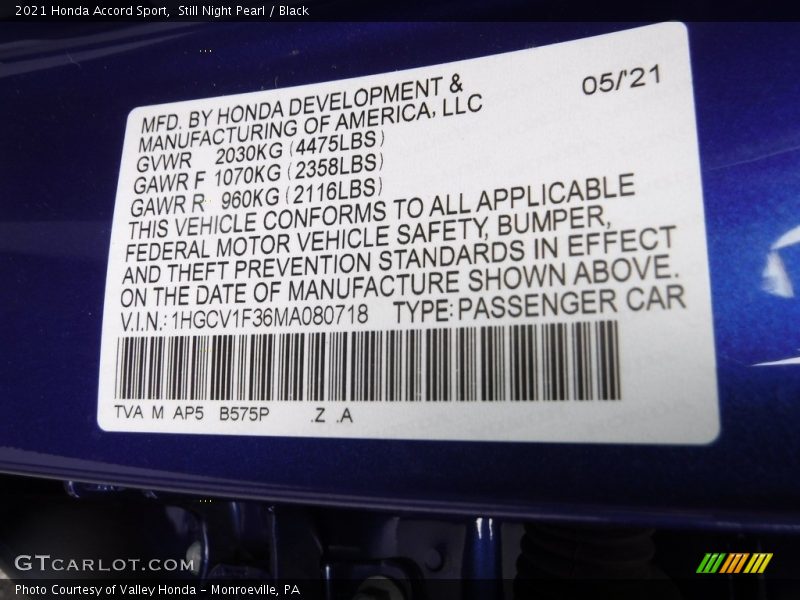 2021 Honda Accord Sport,  Still Night Pearl / Black
MFD. BY HONDA DEVELOPMENT &
MANUFACTURING OF AMERICA, LLC
05/'21
GVWR 2030KG (4475LBS)
GAWR F 1070KG (2358LBS)
GAWR R 960KG (2116LBS)
THIS VEHICLE CONFORMS TO ALL APPLICABLE
FEDERAL MOTOR VEHICLE SAFETY, BUMPER,
AND THEFT PREVENTION STANDARDS IN EFFECT
ON THE DATE OF MANUFACTURE SHOWN ABOVE.
V.I.N.: 1HGCV1F36MA080718 TYPE: PASSENGER CAR
TVA M AP5 B575P .Z .A
GTCARLOT.COM
Photo Courtesy of Valley Honda - Monroeville, PA